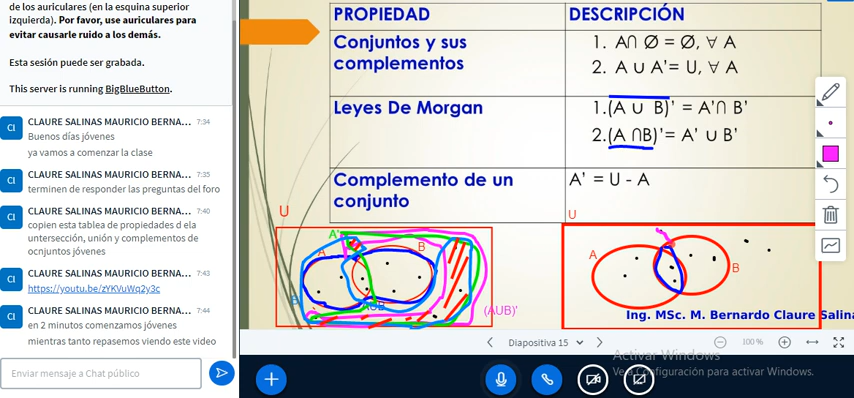 de los auriculares (en la esquina superior
izquierda). Por favor, use auriculares para
evitar causarle ruido a los demás.
Esta sesión puede ser grabada.
This server is running BigBlueButton.
CLAURE SALINAS MAURICIO BERNA... 7:34
Cl
Buenos días jóvenes
ya vamos a comenzar la clase
CLAURE SALINAS MAURICIO BERNA... 7:35
Cl
terminen de responder las preguntas del foro
CLAURE SALINAS MAURICIO BERNA... 7:40
Cl
copien esta tablea de propiedades d ela
untersección, unión y complementos de
ocnjuntos jóvenes
CLAURE SALINAS MAURICIO BERNA... 7:43
Cl
https://youtu.be/zYKVuWq2y3c
CLAURE SALINAS MAURICIO BERNA... 7:44
Cl
en 2 minutos comenzamos jóvenes
mientras tanto repasemos viendo este video
Enviar mensaje a Chat público
PROPIEDAD DESCRIPCIÓN
Conjuntos y sus
complementos
1. A∩ Ø = Ø, ∀ A
2. A ∪ A'= U, ∀ A
Leyes De Morgan
1.(A ∪ B)' = A'∩ B'
2.(A ∩B)'= A' ∪ B'
Complemento de un
conjunto
A' = U - A
U
A'
A
B
B'
AUB
(AUB)'
U
A
B
Ing. MSc. M. Bernardo Claure Salina
Diapositiva 15
100 %
Activar Windows
Ve a Configuración para activar Windows.